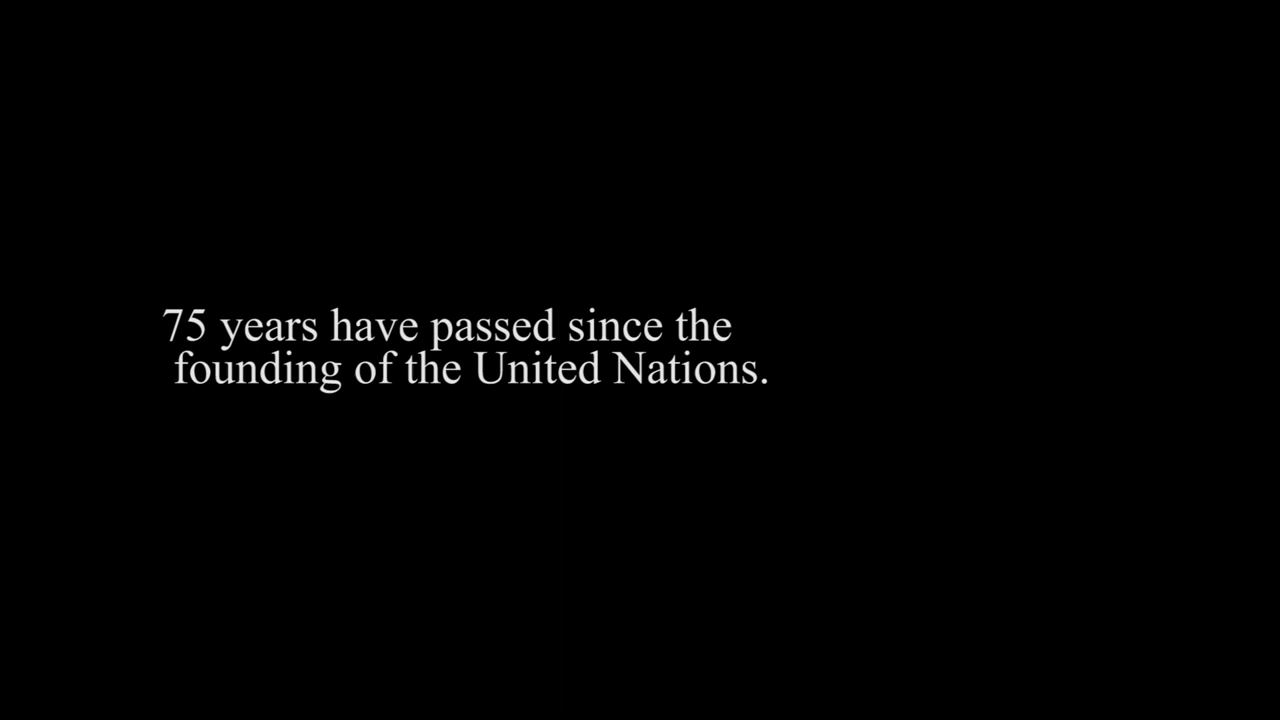 75 years have passed since the
founding of the United Nations.